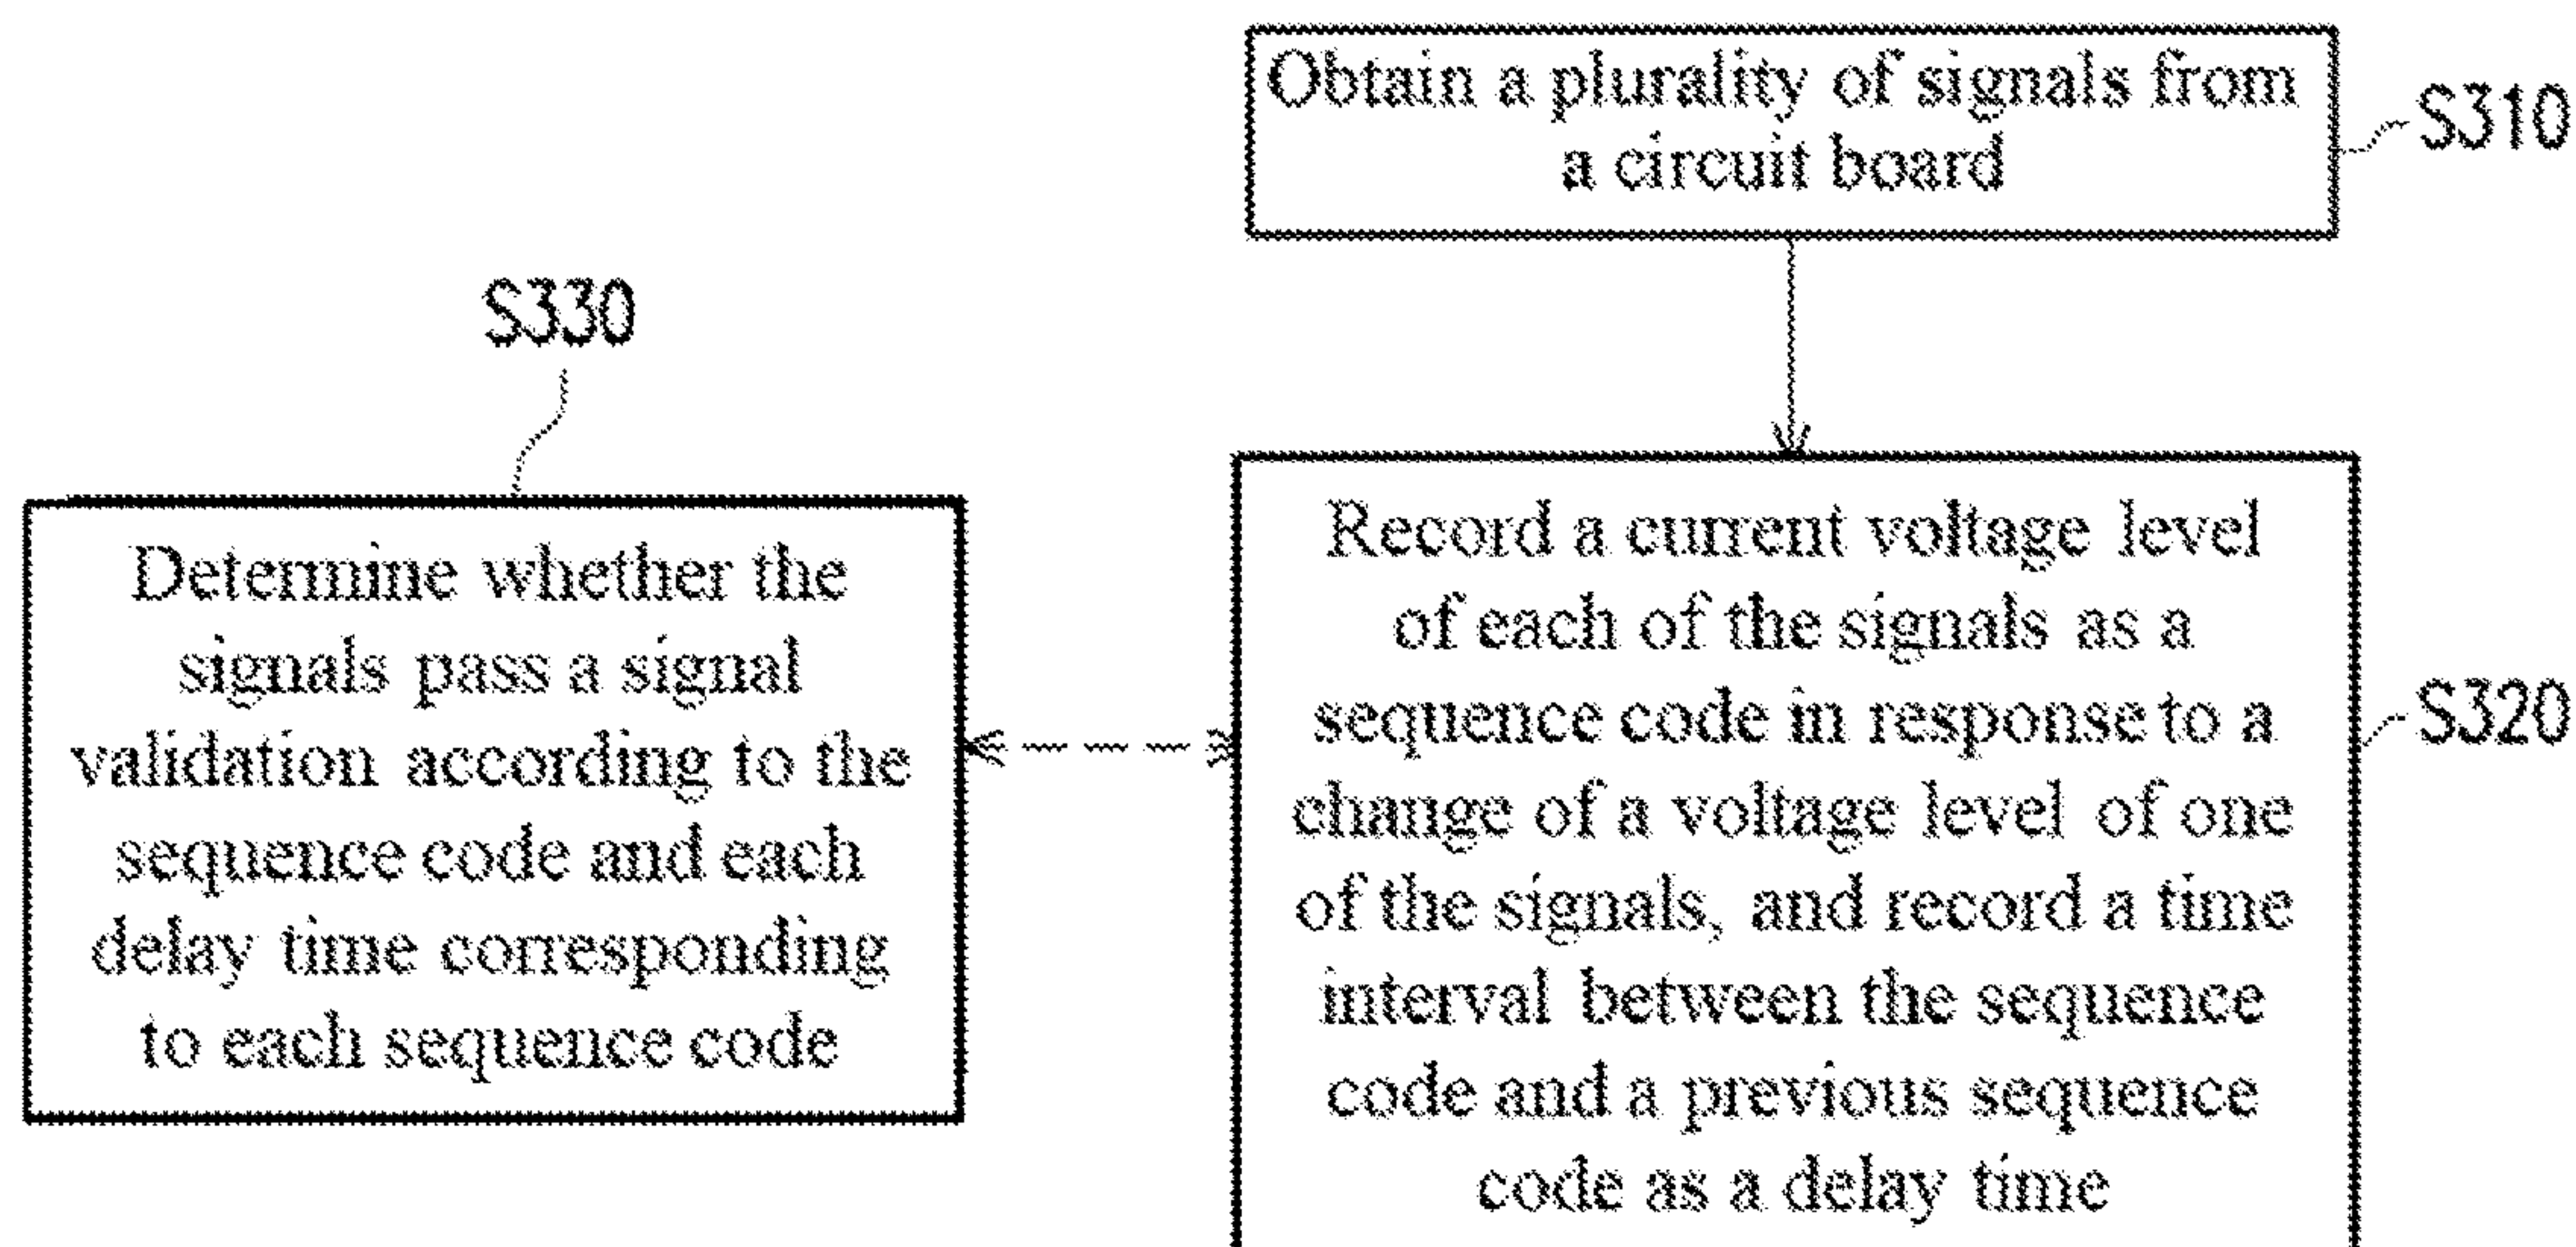 Obtain a plurality of signals from
a circuit board
S310
S330
Determine whether the
signals pass a signal
validation according to the
sequence code and each
delay time corresponding
to each sequence code
Record a current voltage level
of each of the signals as a
sequence code in response to a
change of a voltage level of one
of the signals, and record a time
interval between the sequence
code and a previous sequence
code as a delay time
S320